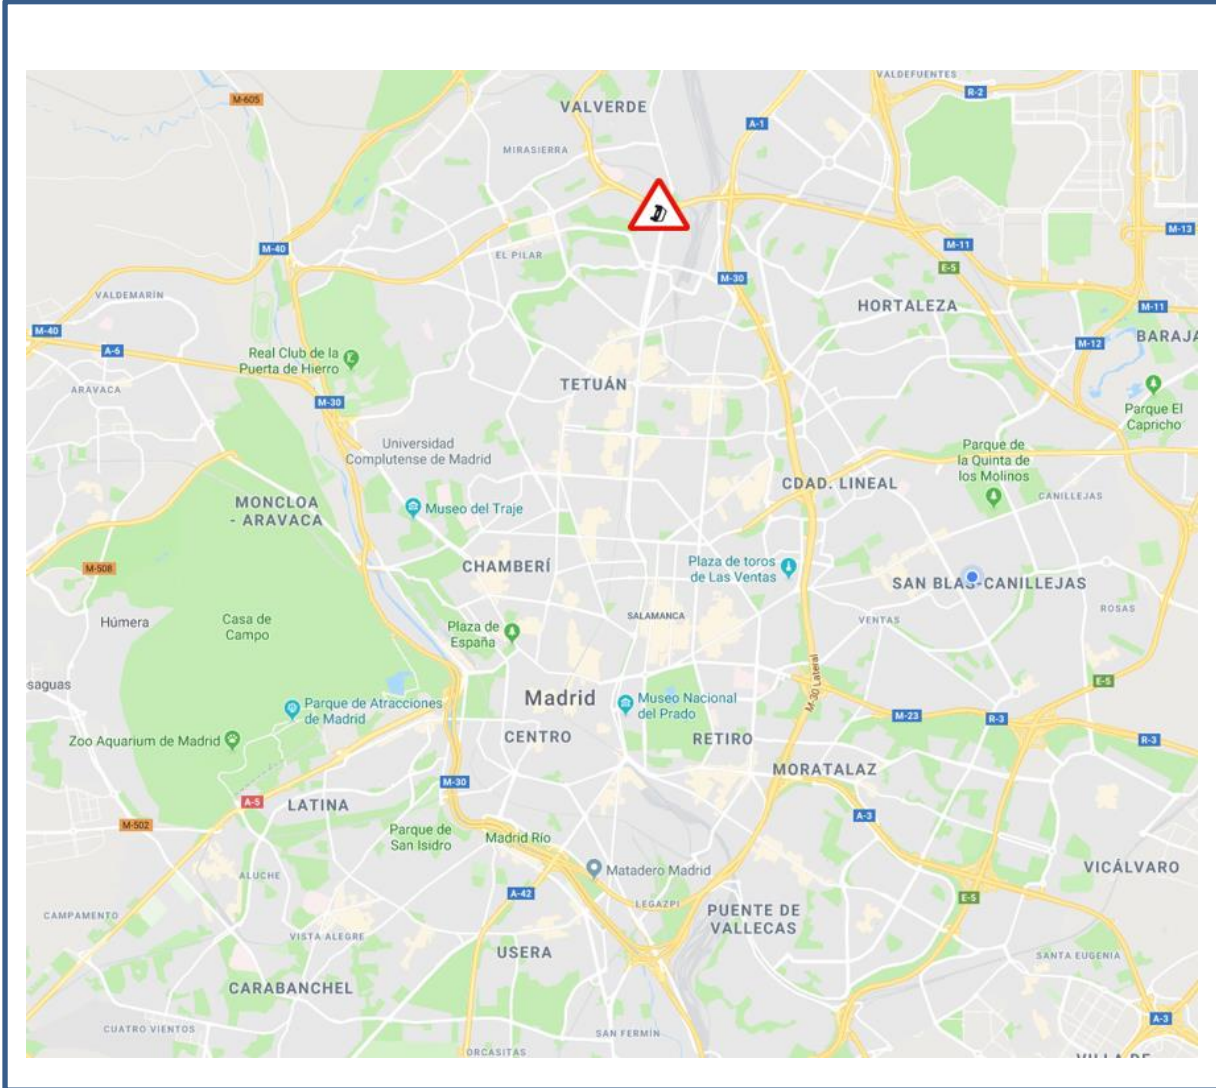 VALDEFUENTES
M-605
R-2
VALVERDE
A-1
MIRASIERRA
M-13
M-40
M-11
EL PILAR
E-5
M-30
VALDEMARÍN
HORTALEZA
M-11
M-40
BARAJA
A-6
M-12
Real Club de la
Puerta de Hierro
TETUÁN
ARAVACA
M-30
Parque El
Capricho
Universidad
Complutense de Madrid
Parque de
la Quinta de
los Molinos
CDAD. LINEAL
CANILLEJAS
MONCLOA
- ARAVACA
Museo del Traje
M-508
CHAMBERÍ
Plaza de toros
de Las Ventas
SAN BLAS-CANILLEJAS
ROSAS
Húmera
Casa de
Campo
Plaza de
España
SALAMANCA
VENTAS
saguas
E-5
M-30 Lateral
Madrid
Museo Nacional
del Prado
Parque de Atracciones
de Madrid
M-23
R-3
Zoo Aquarium de Madrid
CENTRO
RETIRO
R-3
MORATALAZ
M-30
A-5
LATINA
A-3
M-502
Parque de
San Isidro
Madrid Río
Matadero Madrid
VICÁLVARO
ALUCHE
A-42
LEGAZPI
E-5
CAMPAMENTO
PUENTE DE
VALLECAS
VISTA ALEGRE
USERA
SANTA EUGENIA
CARABANCHEL
A-3
CUATRO VIENTOS
SAN FERMÍN
ORCASITAS
VILLA DE